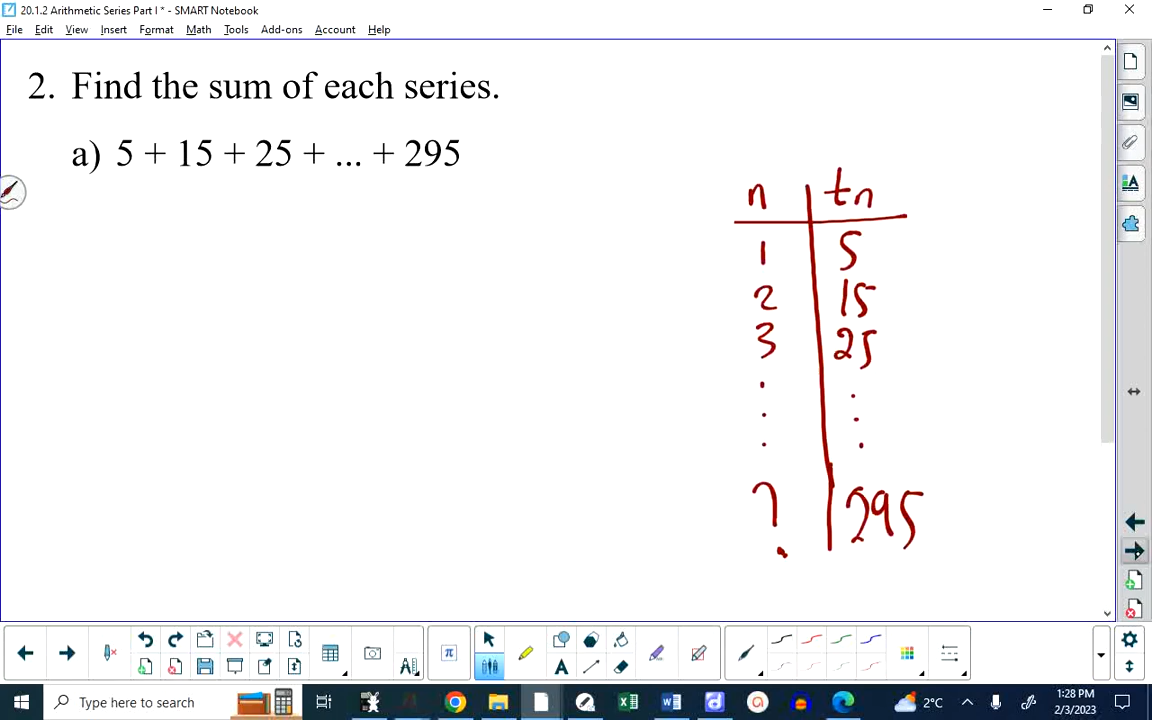 20.1.2 Arithmetic Series Part I * - SMART Notebook
File Edit View Insert Format Math Tools Add-ons Account Help
2. Find the sum of each series.
a) 5 + 15 + 25 + ... + 295
n tn
1 5
2 15
3 25
. .
. .
. .
? 295
π
A
Type here to search
2°C
1:28 PM
2/3/2023